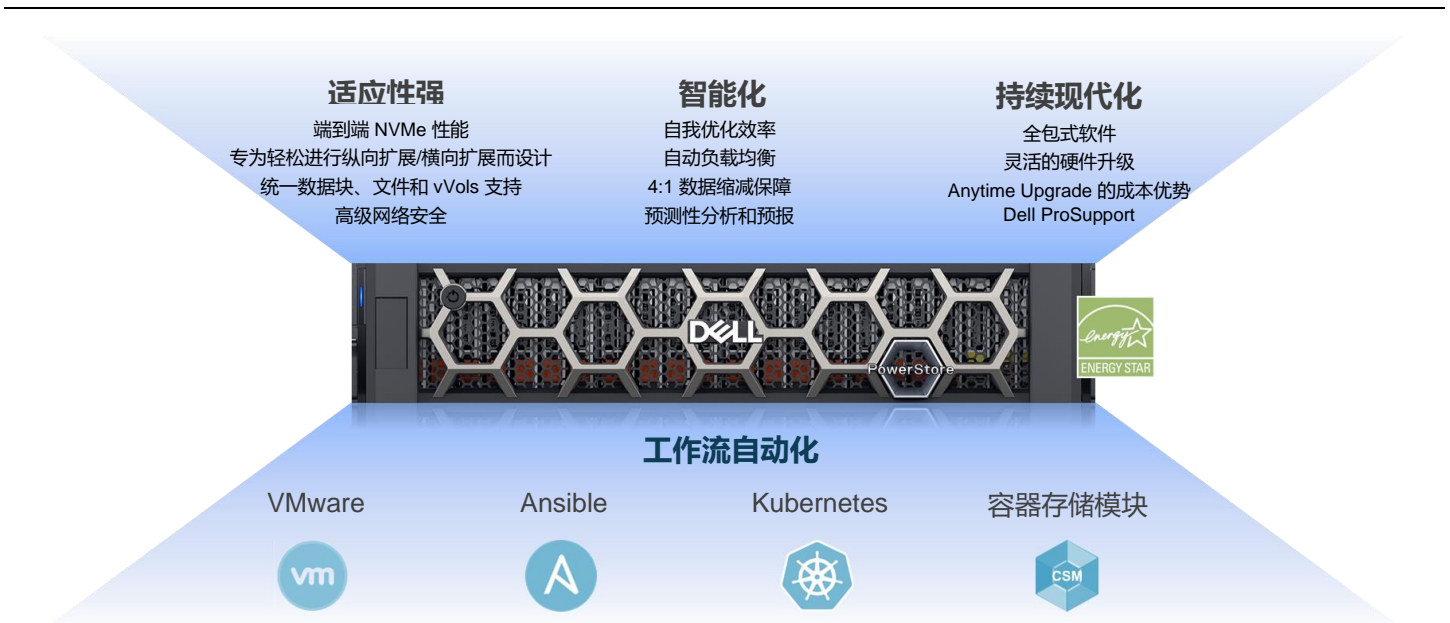 适应性强
端到端 NVMe 性能
专为轻松进行纵向扩展/横向扩展而设计
统一数据块、文件和 vVols 支持
高级网络安全
智能化
自我优化效率
自动负载均衡
4:1 数据缩减保障
预测性分析和预报
持续现代化
全包式软件
灵活的硬件升级
Anytime Upgrade 的成本优势
Dell ProSupport
DELL
PowerStore
energy
ENERGY STAR
工作流自动化
VMware
Ansible
Kubernetes
容器存储模块
vm
A
CSM